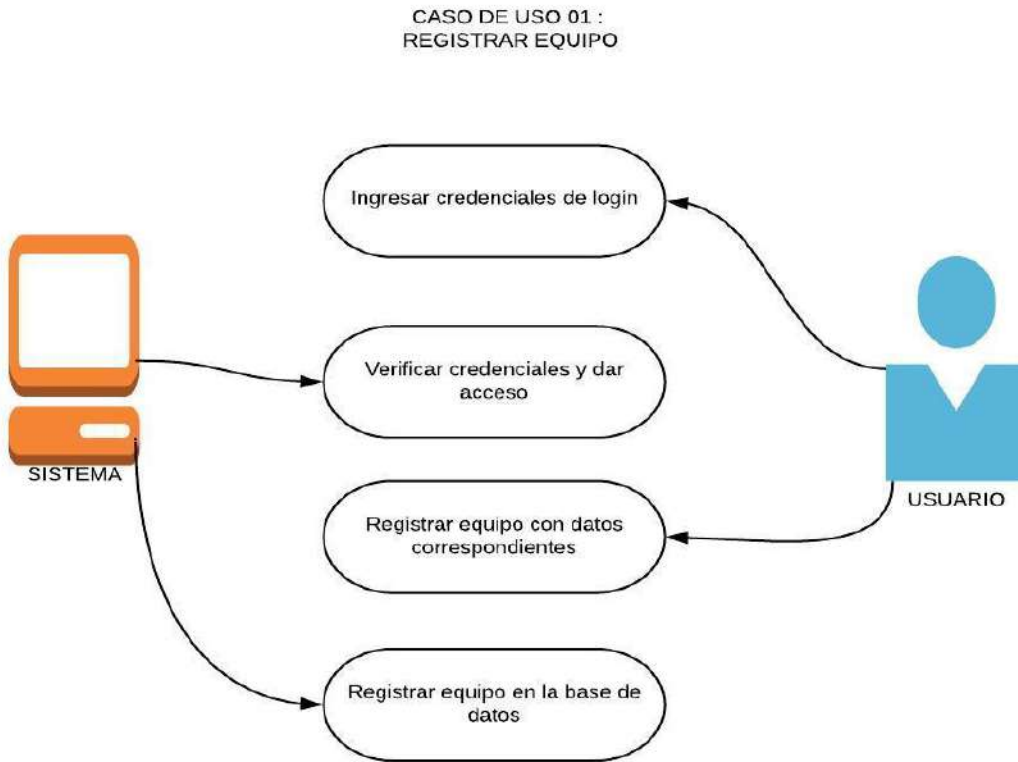 CASO DE USO 01 :
REGISTRAR EQUIPO
Ingresar credenciales de login
Verificar credenciales y dar
acceso
SISTEMA
USUARIO
Registrar equipo con datos
correspondientes
Registrar equipo en la base de
datos